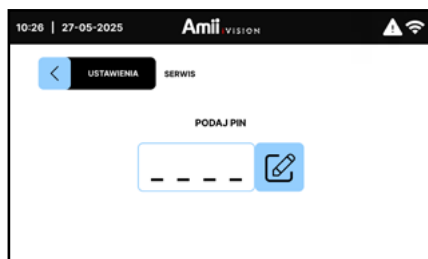 10:26 | 27-05-2025 Amii.VISION
USTAWIENIA SERWIS
PODAJ PIN
_ _ _ _